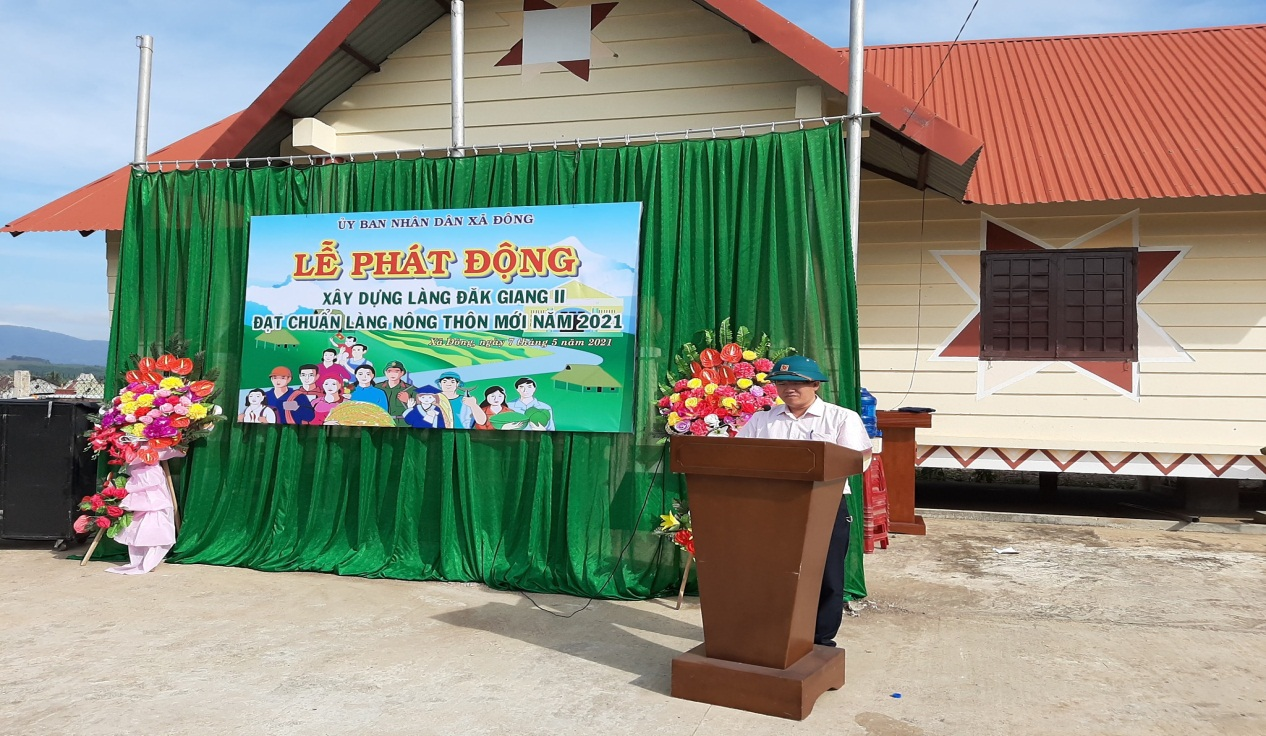 ỦY BAN NHÂN DÂN XÃ ĐÔNG
LỄ PHÁT ĐỘNG
XÂY DỰNG LÀNG ĐĂK GIANG II
ĐẠT CHUẨN LÀNG NÔNG THÔN MỚI NĂM 2021
Xã Đông, ngày 7 tháng 5 năm 2021